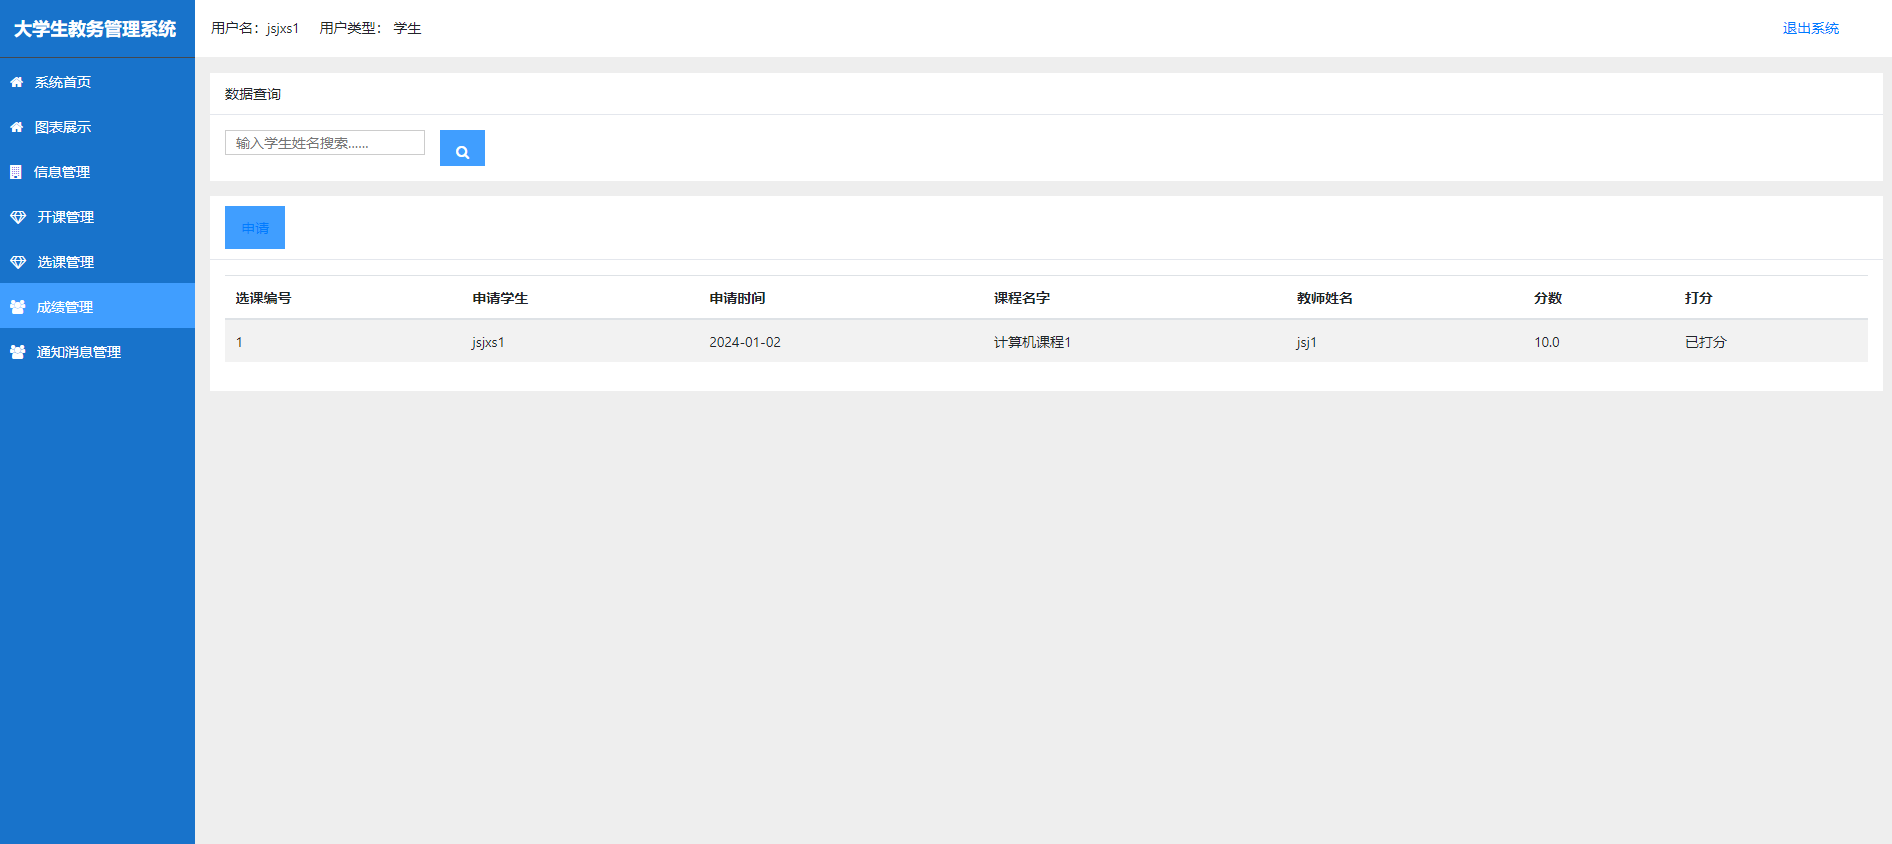 大学生教务管理系统
用户名：jsjxs1 用户类型： 学生
退出系统
系统首页
图表展示
信息管理
开课管理
选课管理
成绩管理
通知消息管理
数据查询
输入学生姓名搜索......
申请
选课编号 申请学生 申请时间 课程名字 教师姓名 分数 打分
1 jsjxs1 2024-01-02 计算机课程1 jsj1 10.0 已打分